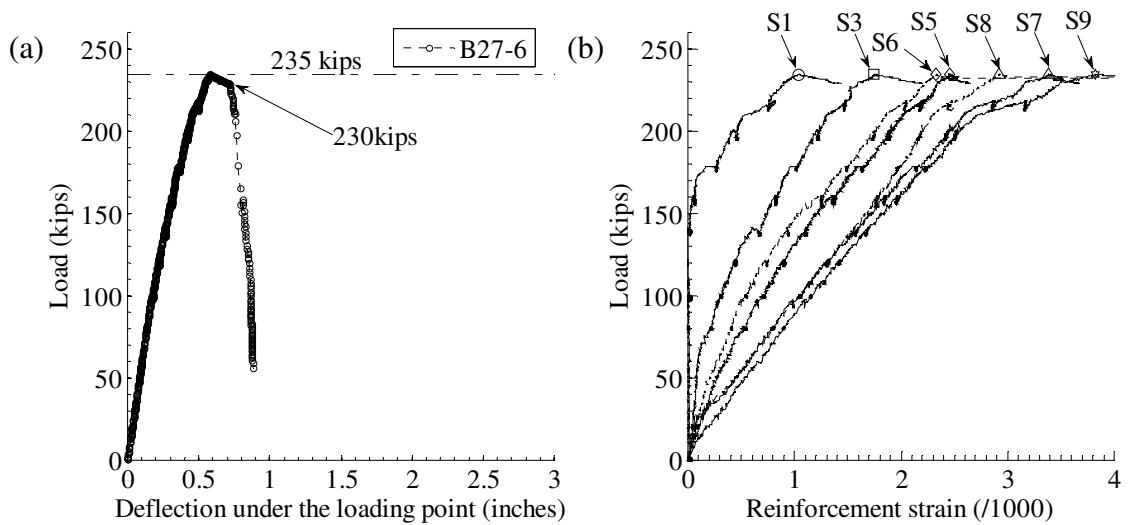 (a)
250
200
150
100
50
0
Load (kips)
B27-6
235 kips
230kips
0 0.5 1 1.5 2 2.5 3
Deflection under the loading point (inches)
(b)
S1 S3 S6 S5 S8 S7 S9
250
200
150
100
50
0
Load (kips)
0 1 2 3 4
Reinforcement strain (/1000)